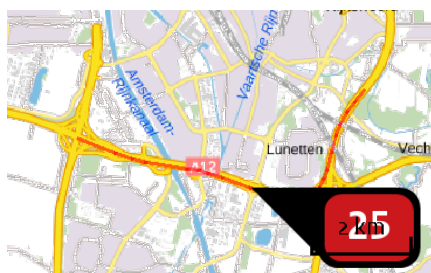 Amsterdam-
Rijnkanaal
Vaartsche Rijn
A12
Lunetten
Vech
25
2 km